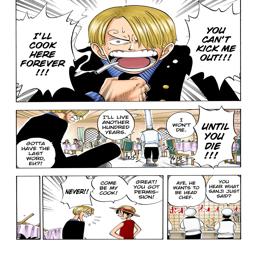 YOU
CAN'T
KICK ME
OUT!!!
I'LL
COOK
HERE
FOREVER
!!!
UNTIL
YOU
DIE
!!!
I
WON'T
DIE.
I'LL LIVE
ANOTHER
HUNDRED
YEARS.
GOTTA
HAVE THE
LAST
WORD,
EH?!
YOU
HEAR WHAT
SANJI
JUST
SAID?
AYE, HE
WANTS TO
BE HEAD
CHEF.
GREAT!
YOU GOT
PERMIS-
SION!
COME
BE MY
COOK!
NEVER!!